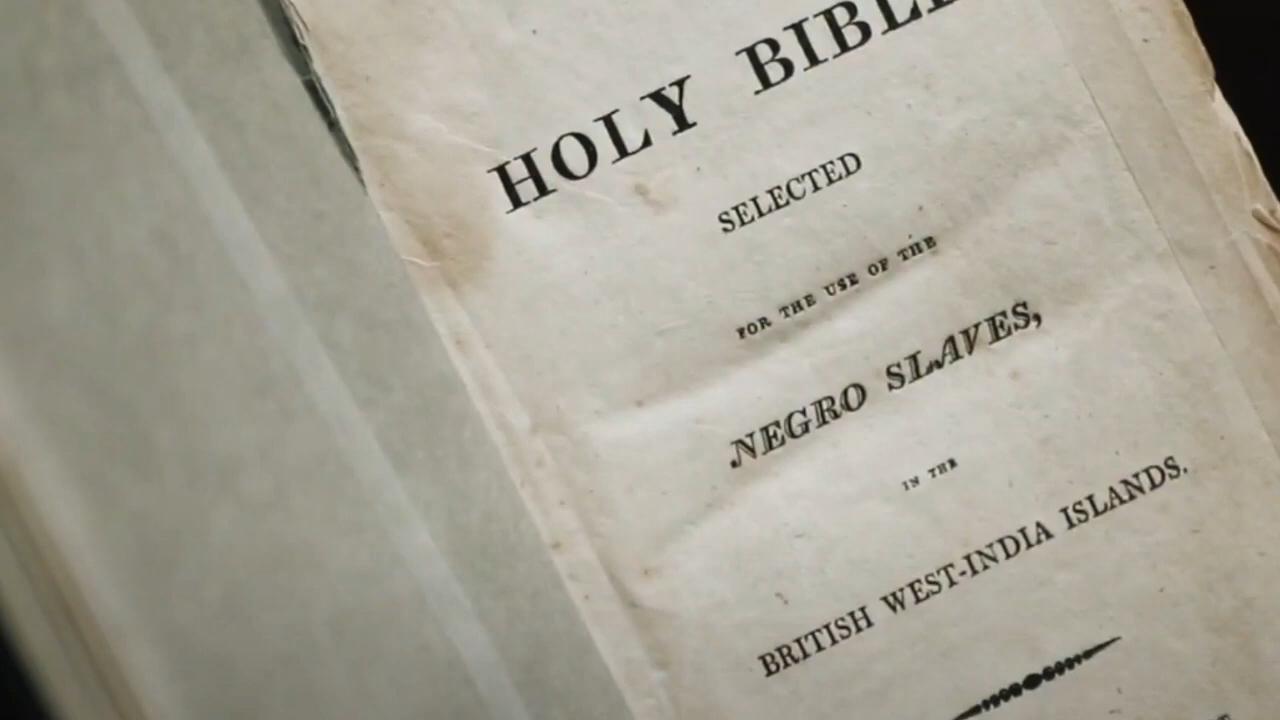 HOLY BIBLE
SELECTED
FOR THE USE OF THE
NEGRO SLAVES,
IN THE
BRITISH WEST-INDIA ISLANDS.